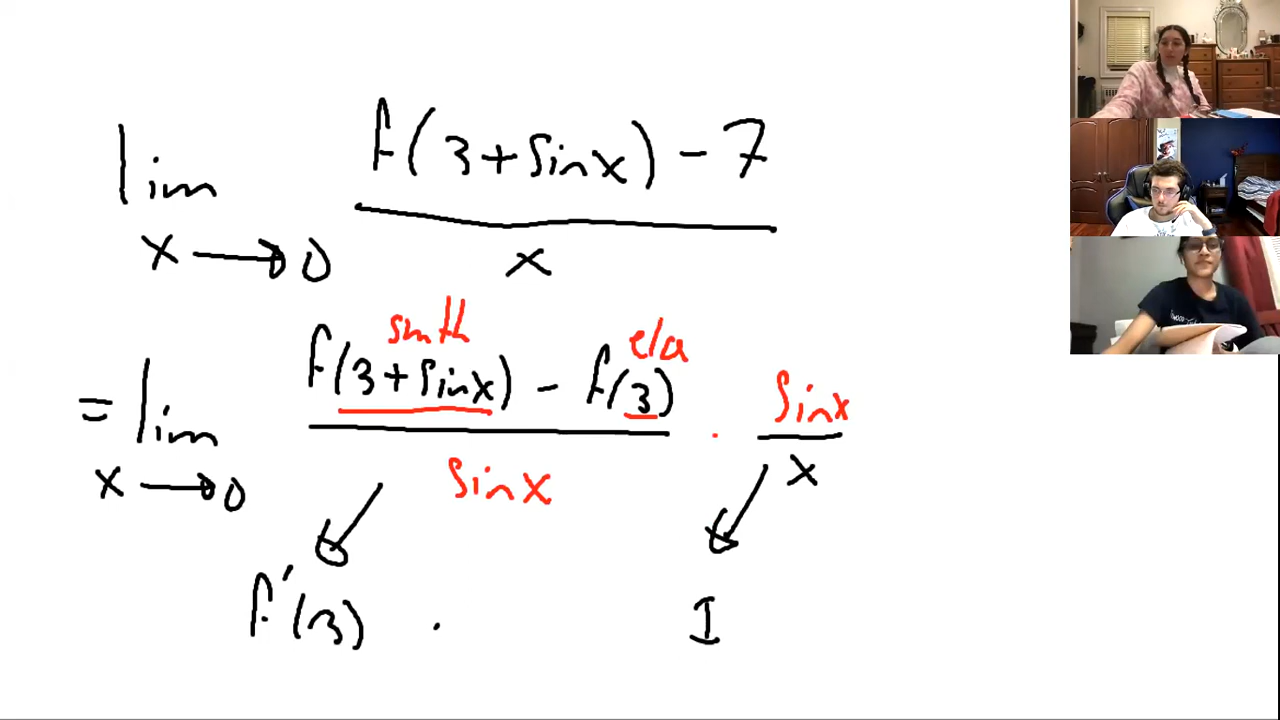 lim f(3+sinx) - 7
x → 0 x
smth e/a
= lim f(3+sinx) - f(3) · sinx
x → 0 sinx x
f'(3) · 1